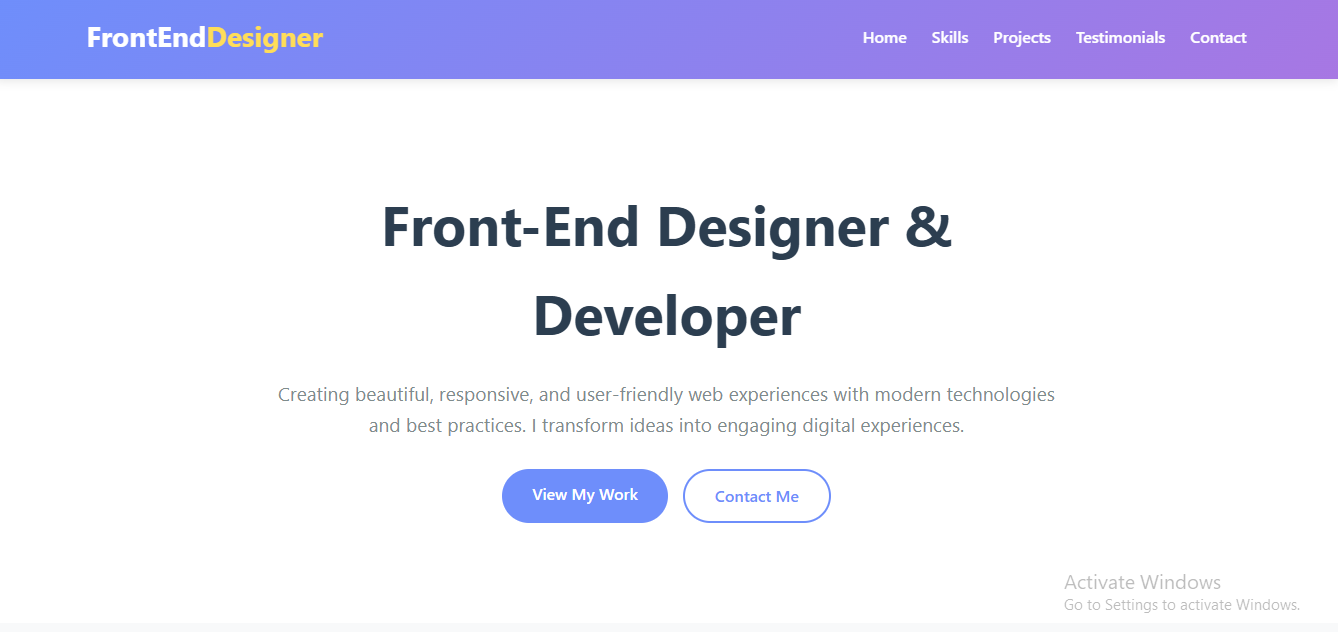 FrontEndDesigner
Home Skills Projects Testimonials Contact
Front-End Designer &
Developer
Creating beautiful, responsive, and user-friendly web experiences with modern technologies
and best practices. I transform ideas into engaging digital experiences.
View My Work
Contact Me
Activate Windows
Go to Settings to activate Windows.